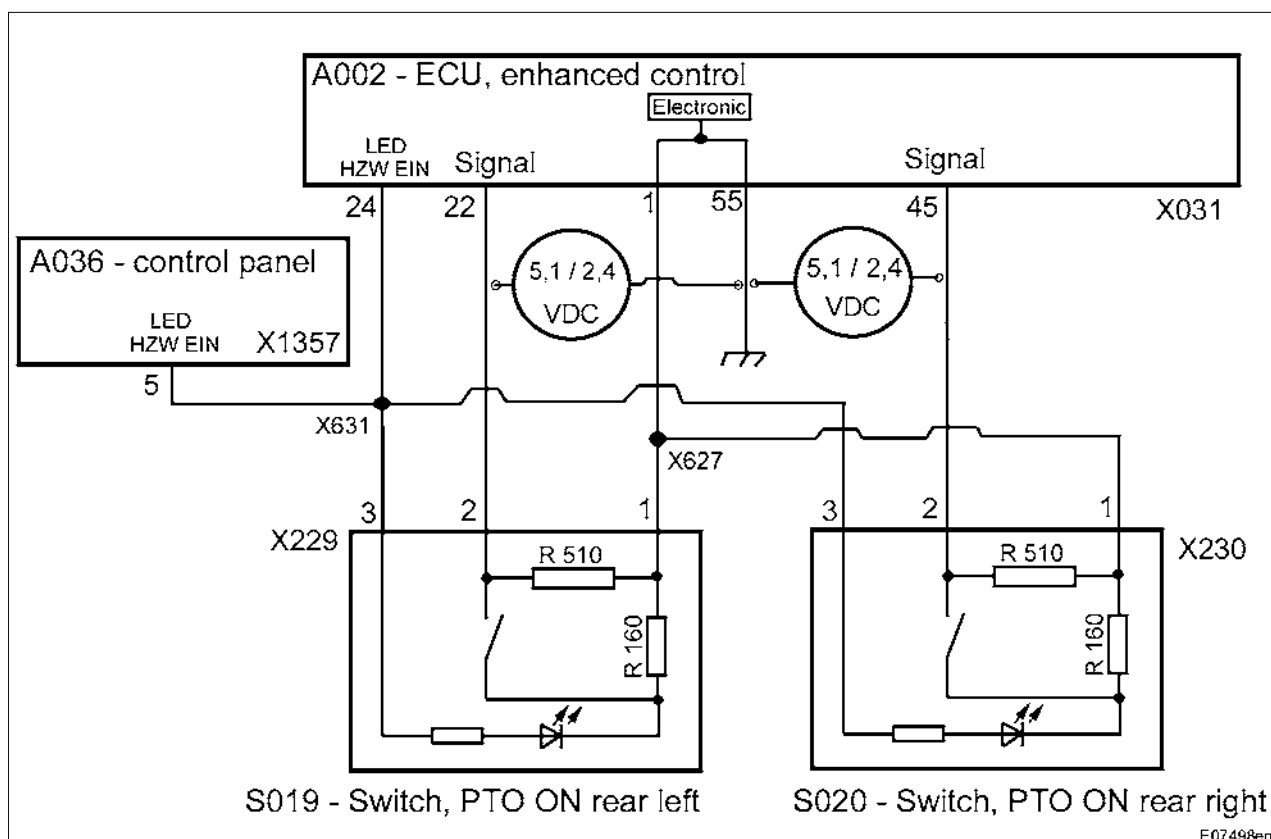 A002 - ECU, enhanced control
Electronic
LED
HZW EIN
Signal
Signal
24
22
1
55
45
X031
A036 - control panel
LED
HZW EIN
X1357
5
5,1 / 2,4
VDC
5,1 / 2,4
VDC
X631
X627
3
2
1
3
2
1
X229
X230
R 510
R 160
R 510
R 160
S019 - Switch, PTO ON rear left
S020 - Switch, PTO ON rear right
E07498en